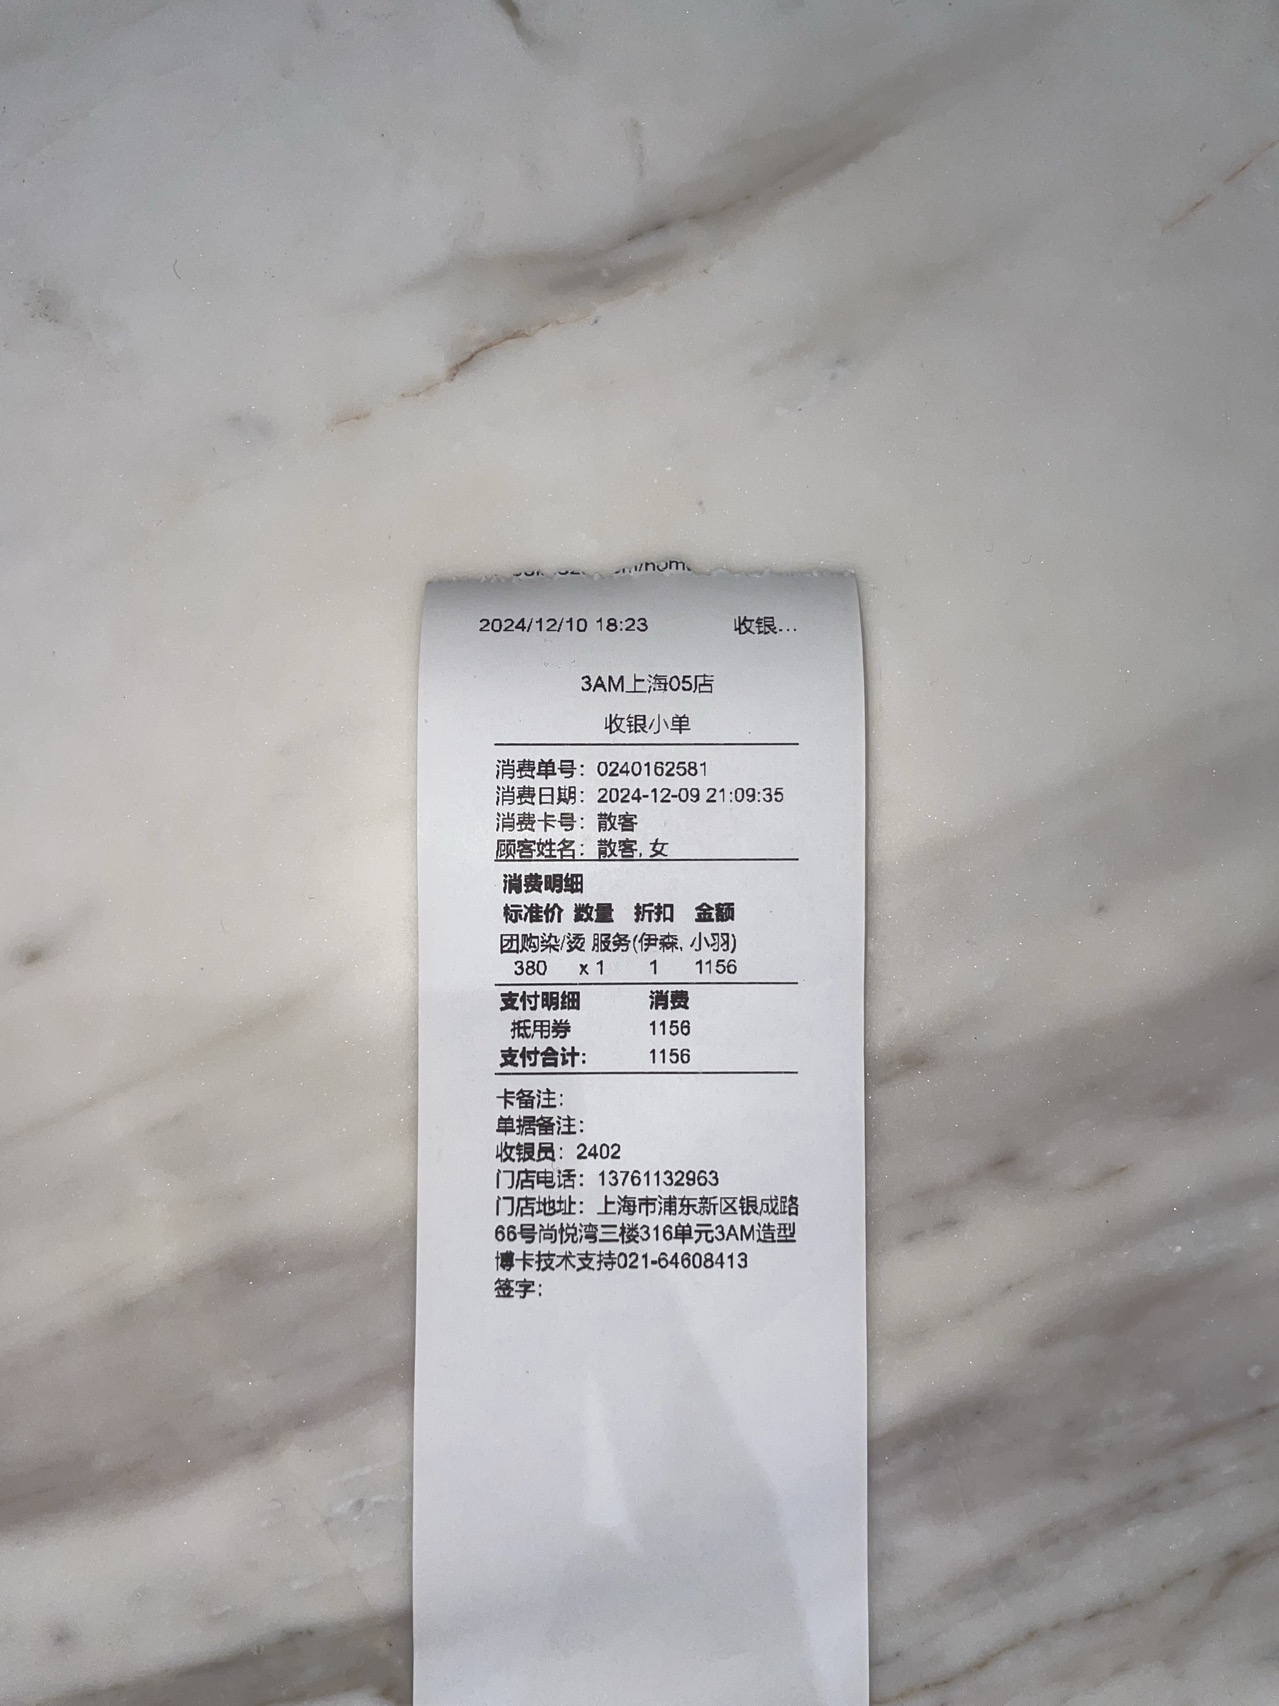 2024/12/10 18:23 收银...
3AM上海05店
收银小单
消费单号：0240162581
消费日期：2024-12-09 21:09:35
消费卡号：散客
顾客姓名：散客, 女
消费明细
标准价 数量 折扣 金额
团购染/烫 服务(伊森, 小羽)
380 x 1 1 1156
支付明细 消费
抵用券 1156
支付合计: 1156
卡备注:
单据备注:
收银员：2402
门店电话：13761132963
门店地址：上海市浦东新区银成路
66号尚悦湾三楼316单元3AM造型
博卡技术支持021-64608413
签字: